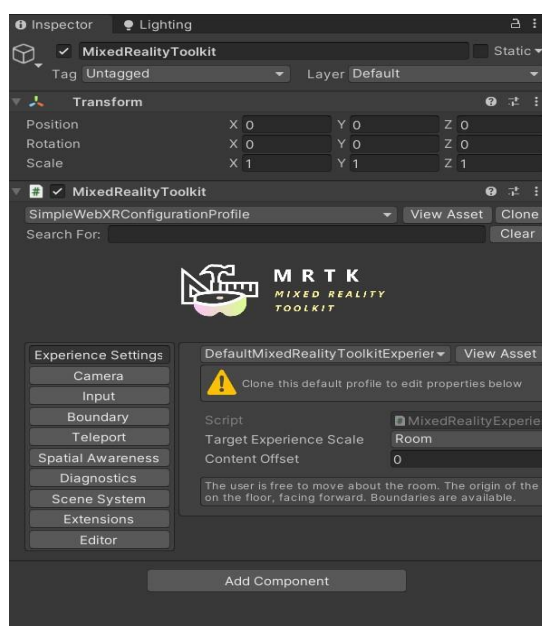 Inspector
Lighting
MixedRealityToolkit
Static
Tag Untagged
Layer Default
Transform
Position X 0 Y 0 Z 0
Rotation X 0 Y 0 Z 0
Scale X 1 Y 1 Z 1
# MixedRealityToolkit
SimpleWebXRConfigurationProfile View Asset Clone
Search For: Clear
MRTK
MIXED REALITY
TOOLKIT
Experience Settings
Camera
Input
Boundary
Teleport
Spatial Awareness
Diagnostics
Scene System
Extensions
Editor
DefaultMixedRealityToolkitExperier View Asset
Clone this default profile to edit properties below
Script MixedRealityExperie
Target Experience Scale Room
Content Offset 0
The user is free to move about the room. The origin of the
on the floor, facing forward. Boundaries are available.
Add Component